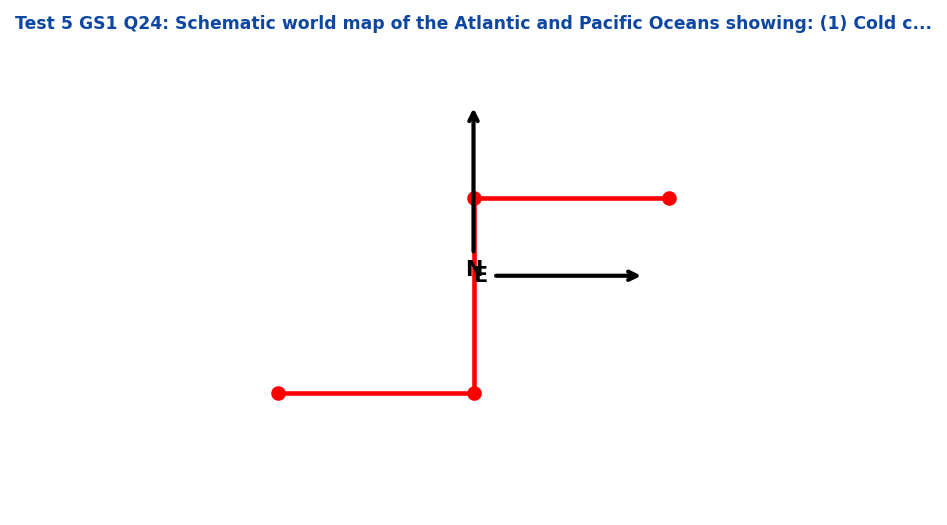 Test 5 GS1 Q24: Schematic world map of the Atlantic and Pacific Oceans showing: (1) Cold c...
N
E